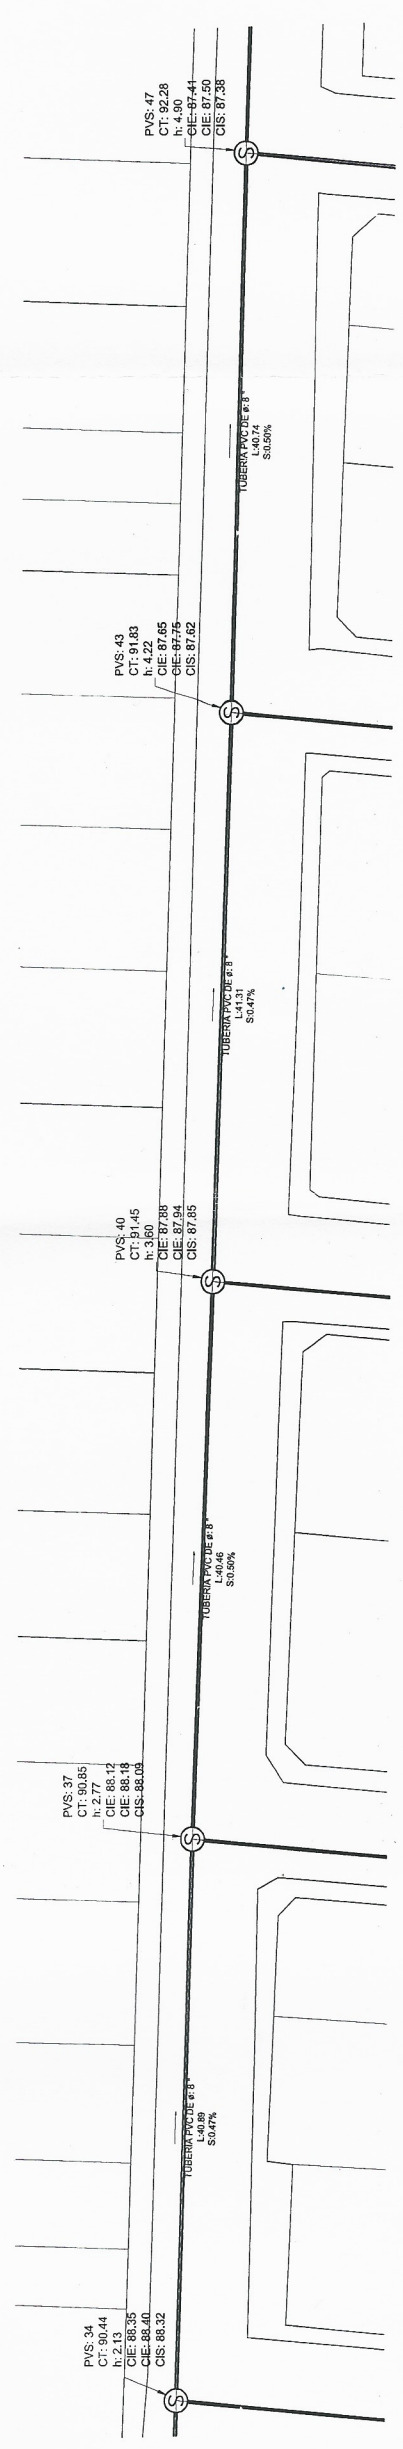 PVS: 47
CT: 92.28
h: 4.90
CIE: 87.41
CIE: 87.50
CIS: 87.38
S
TUBERIA PVC DE ø: 8 "
L:40.74
S:0.50%
PVS: 43
CT: 91.83
h: 4.22
CIE: 87.65
CIE: 87.75
CIS: 87.62
S
TUBERIA PVC DE ø: 8 "
L:41.31
S:0.47%
PVS: 40
CT: 91.45
h: 3.60
CIE: 87.88
CIE: 87.94
CIS: 87.85
S
TUBERIA PVC DE ø: 8 "
L:40.46
S:0.50%
PVS: 37
CT: 90.85
h: 2.77
CIE: 88.12
CIE: 88.18
CIS: 88.09
S
TUBERIA PVC DE ø: 8 "
L:40.89
S:0.47%
PVS: 34
CT: 90.44
h: 2.13
CIE: 88.35
CIE: 88.40
CIS: 88.32
S